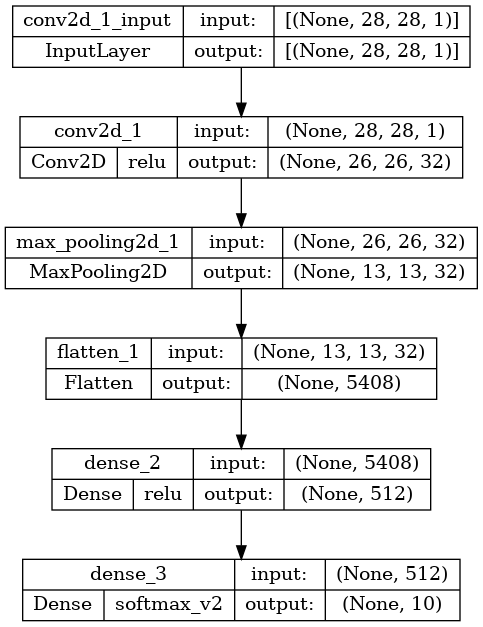 conv2d_1_input input: [(None, 28, 28, 1)]
InputLayer output: [(None, 28, 28, 1)]
conv2d_1 input: (None, 28, 28, 1)
Conv2D relu output: (None, 26, 26, 32)
max_pooling2d_1 input: (None, 26, 26, 32)
MaxPooling2D output: (None, 13, 13, 32)
flatten_1 input: (None, 13, 13, 32)
Flatten output: (None, 5408)
dense_2 input: (None, 5408)
Dense relu output: (None, 512)
dense_3 input: (None, 512)
Dense softmax_v2 output: (None, 10)